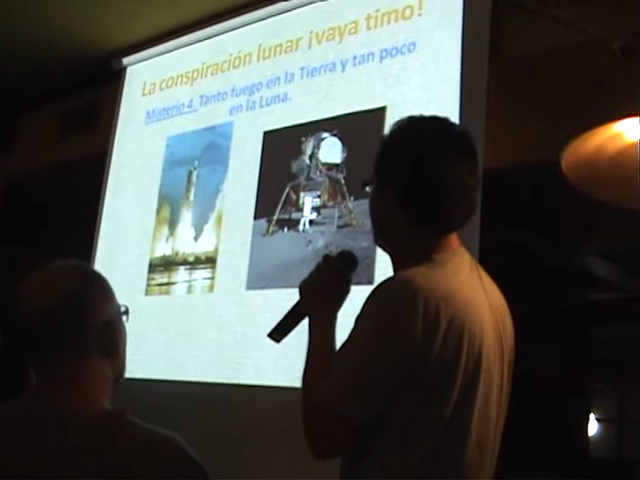 La conspiración lunar ¡vaya timo!
Misterio 4. Tanto fuego en la Tierra y tan poco
en la Luna.